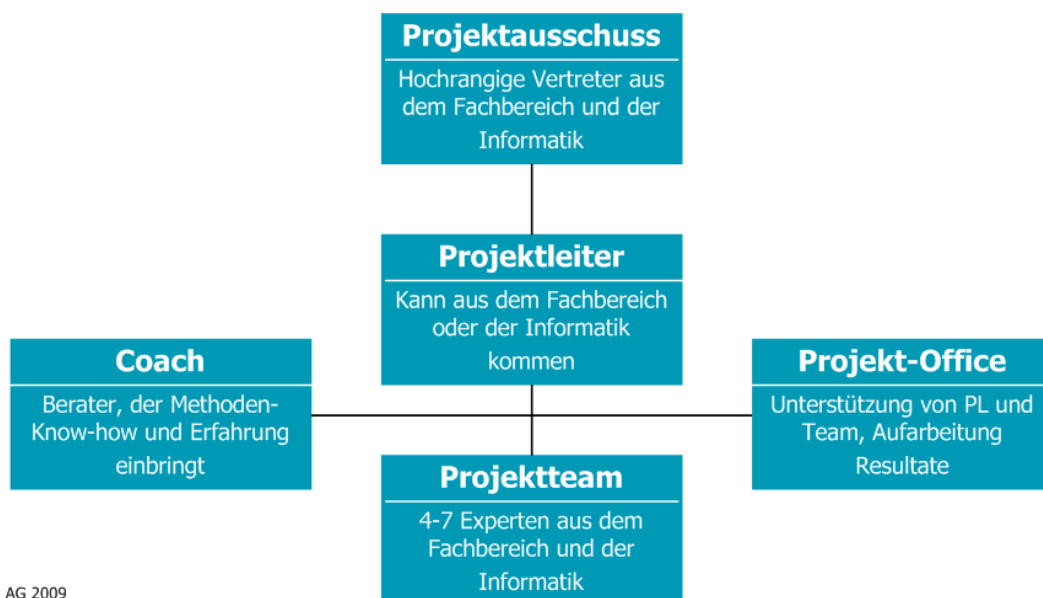 Projektausschuss
Hochrangige Vertreter aus
dem Fachbereich und der
Informatik
Projektleiter
Kann aus dem Fachbereich
oder der Informatik
kommen
Coach
Berater, der Methoden-
Know-how und Erfahrung
einbringt
Projekt-Office
Unterstützung von PL und
Team, Aufarbeitung
Resultate
Projektteam
4-7 Experten aus dem
Fachbereich und der
Informatik
AG 2009